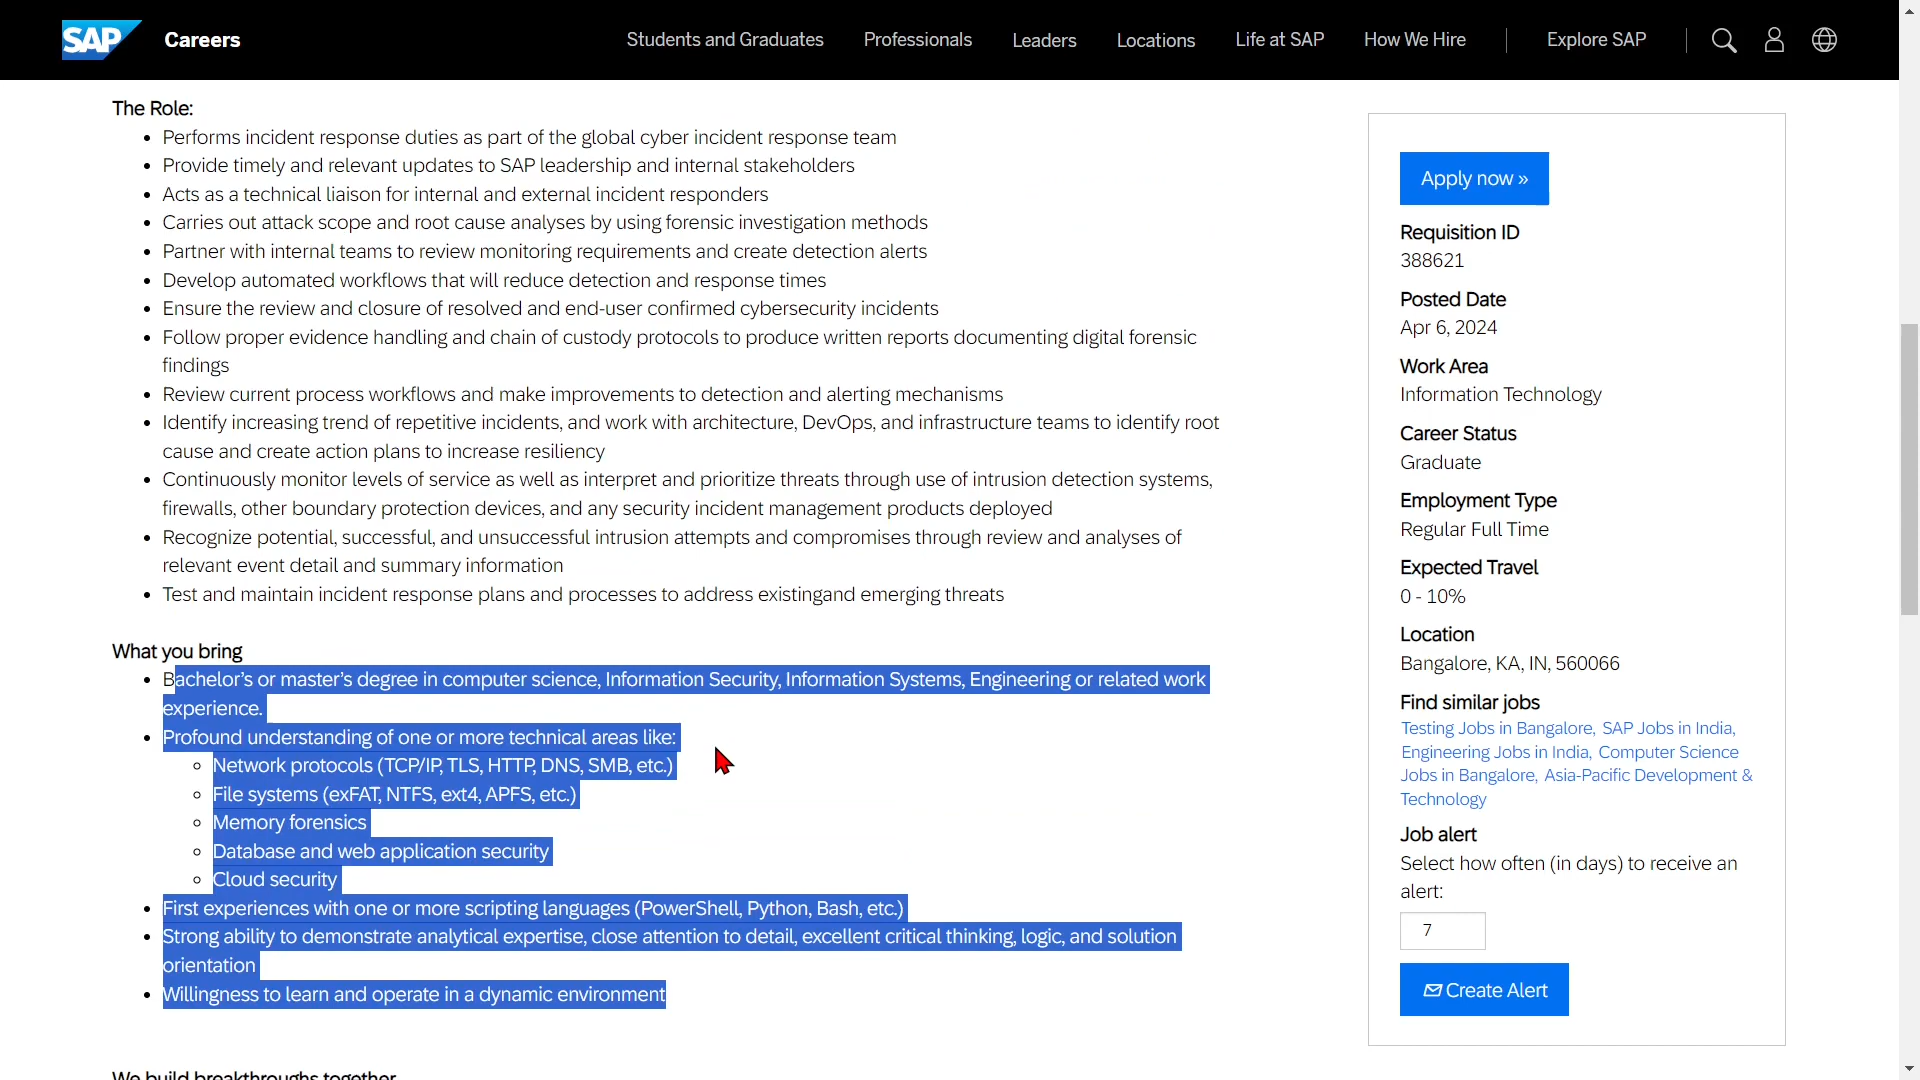 SAP Careers Students and Graduates Professionals Leaders Locations Life at SAP How We Hire Explore SAP
The Role:
Performs incident response duties as part of the global cyber incident response team
Provide timely and relevant updates to SAP leadership and internal stakeholders
Acts as a technical liaison for internal and external incident responders
Carries out attack scope and root cause analyses by using forensic investigation methods
Partner with internal teams to review monitoring requirements and create detection alerts
Develop automated workflows that will reduce detection and response times
Ensure the review and closure of resolved and end-user confirmed cybersecurity incidents
Follow proper evidence handling and chain of custody protocols to produce written reports documenting digital forensic
findings
Review current process workflows and make improvements to detection and alerting mechanisms
Identify increasing trend of repetitive incidents, and work with architecture, DevOps, and infrastructure teams to identify root
cause and create action plans to increase resiliency
Continuously monitor levels of service as well as interpret and prioritize threats through use of intrusion detection systems,
firewalls, other boundary protection devices, and any security incident management products deployed
Recognize potential, successful, and unsuccessful intrusion attempts and compromises through review and analyses of
relevant event detail and summary information
Test and maintain incident response plans and processes to address existingand emerging threats
What you bring
Bachelor’s or master’s degree in computer science, Information Security, Information Systems, Engineering or related work
experience.
Profound understanding of one or more technical areas like:
Network protocols (TCP/IP, TLS, HTTP, DNS, SMB, etc.)
File systems (exFAT, NTFS, ext4, APFS, etc.)
Memory forensics
Database and web application security
Cloud security
First experiences with one or more scripting languages (PowerShell, Python, Bash, etc.)
Strong ability to demonstrate analytical expertise, close attention to detail, excellent critical thinking, logic, and solution
orientation
Willingness to learn and operate in a dynamic environment
We build breakthroughs together
Apply now »
Requisition ID
388621
Posted Date
Apr 6, 2024
Work Area
Information Technology
Career Status
Graduate
Employment Type
Regular Full Time
Expected Travel
0 - 10%
Location
Bangalore, KA, IN, 560066
Find similar jobs
Testing Jobs in Bangalore, SAP Jobs in India,
Engineering Jobs in India, Computer Science
Jobs in Bangalore, Asia-Pacific Development &
Technology
Job alert
Select how often (in days) to receive an
alert:
7
Create Alert